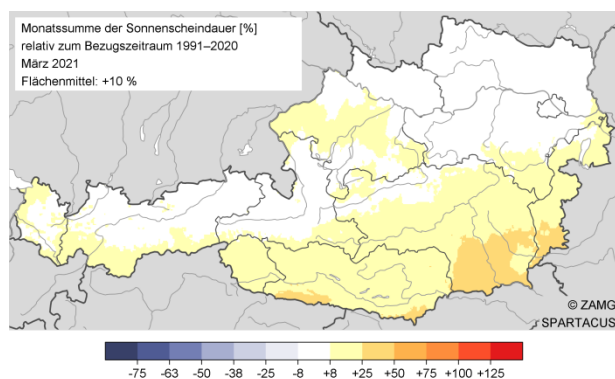 Monatssumme der Sonnenscheindauer [%]
relativ zum Bezugszeitraum 1991–2020
März 2021
Flächenmittel: +10 %
© ZAMG
SPARTACUS
-75 -63 -50 -38 -25 -8 +8 +25 +50 +75 +100 +125